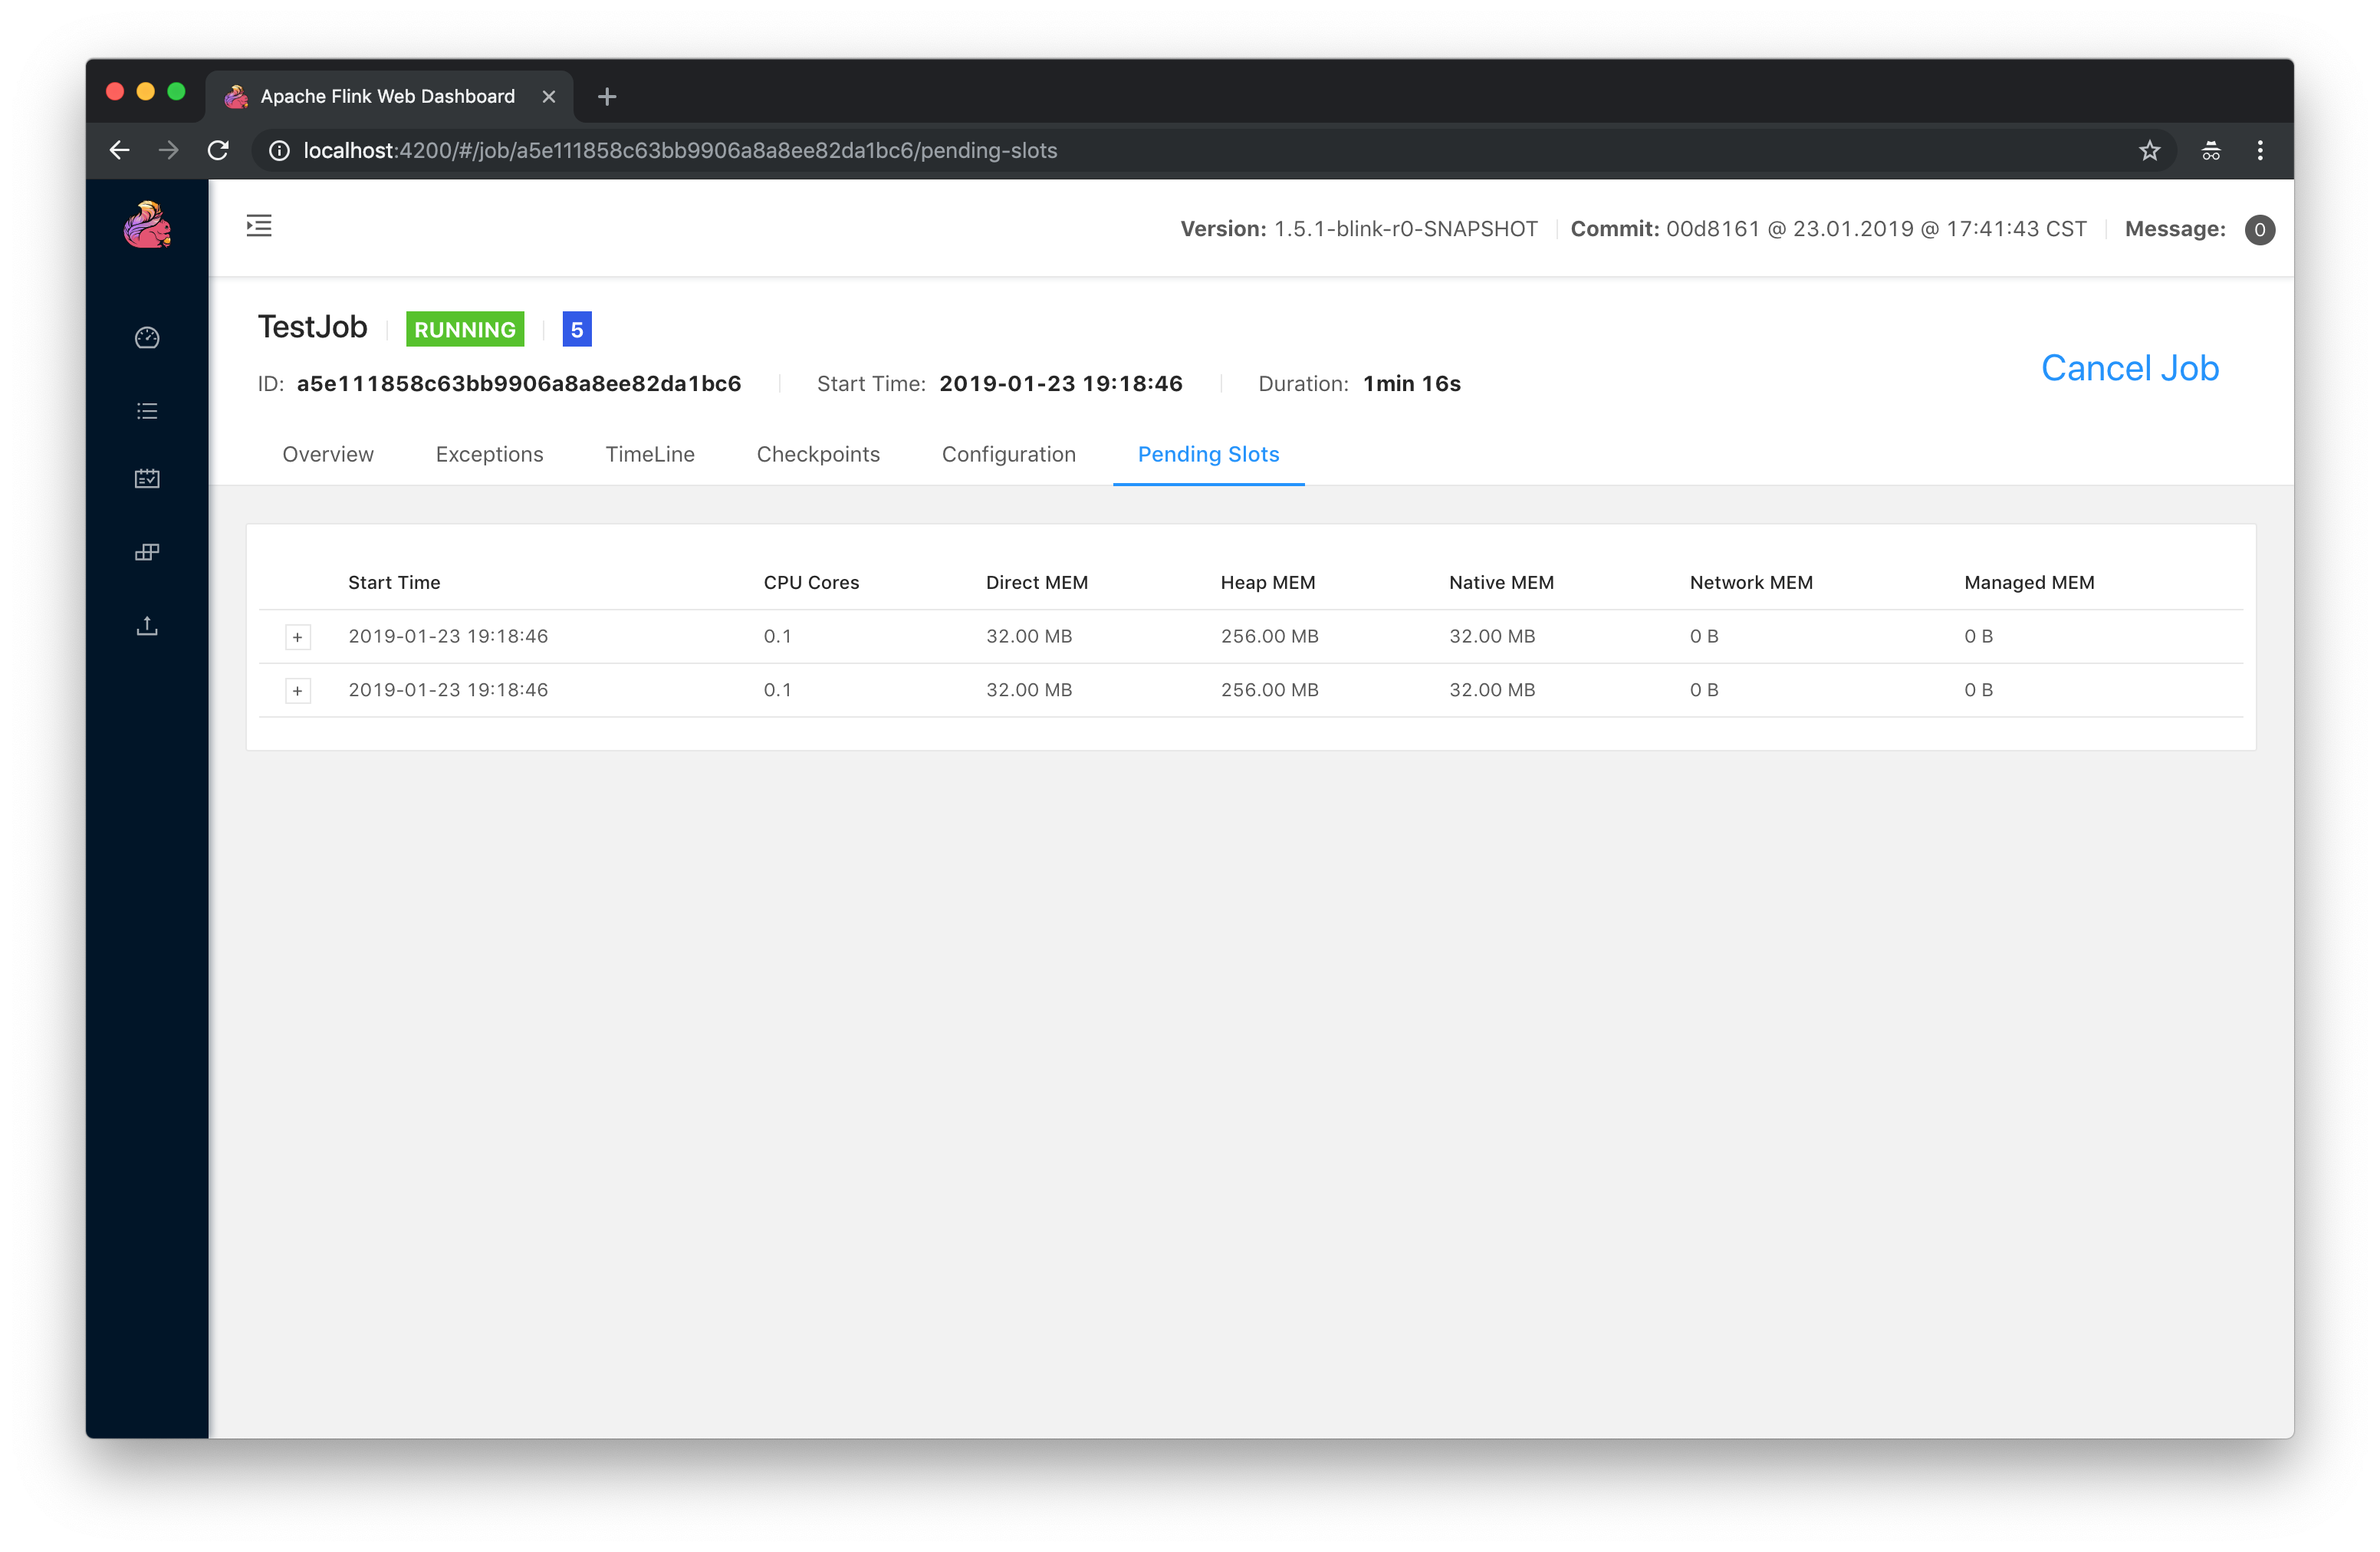 Apache Flink Web Dashboard
localhost:4200/#/job/a5e111858c63bb9906a8a8ee82da1bc6/pending-slots
Version: 1.5.1-blink-r0-SNAPSHOT Commit: 00d8161 @ 23.01.2019 @ 17:41:43 CST Message: 0
TestJob RUNNING 5
ID: a5e111858c63bb9906a8a8ee82da1bc6 Start Time: 2019-01-23 19:18:46 Duration: 1min 16s
Cancel Job
Overview Exceptions TimeLine Checkpoints Configuration Pending Slots
Start Time CPU Cores Direct MEM Heap MEM Native MEM Network MEM Managed MEM
+ 2019-01-23 19:18:46 0.1 32.00 MB 256.00 MB 32.00 MB 0 B 0 B
+ 2019-01-23 19:18:46 0.1 32.00 MB 256.00 MB 32.00 MB 0 B 0 B